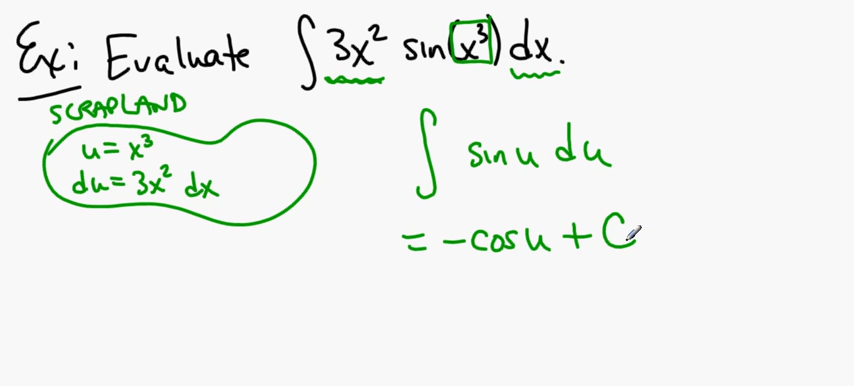 Ex: Evaluate ∫ 3x² sin(x³) dx.
SCRAPLAND
u = x³
du = 3x² dx
∫ sin u du
= -cos u + C